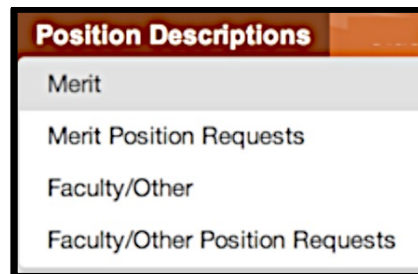 Position Descriptions
Merit
Merit Position Requests
Faculty/Other
Faculty/Other Position Requests